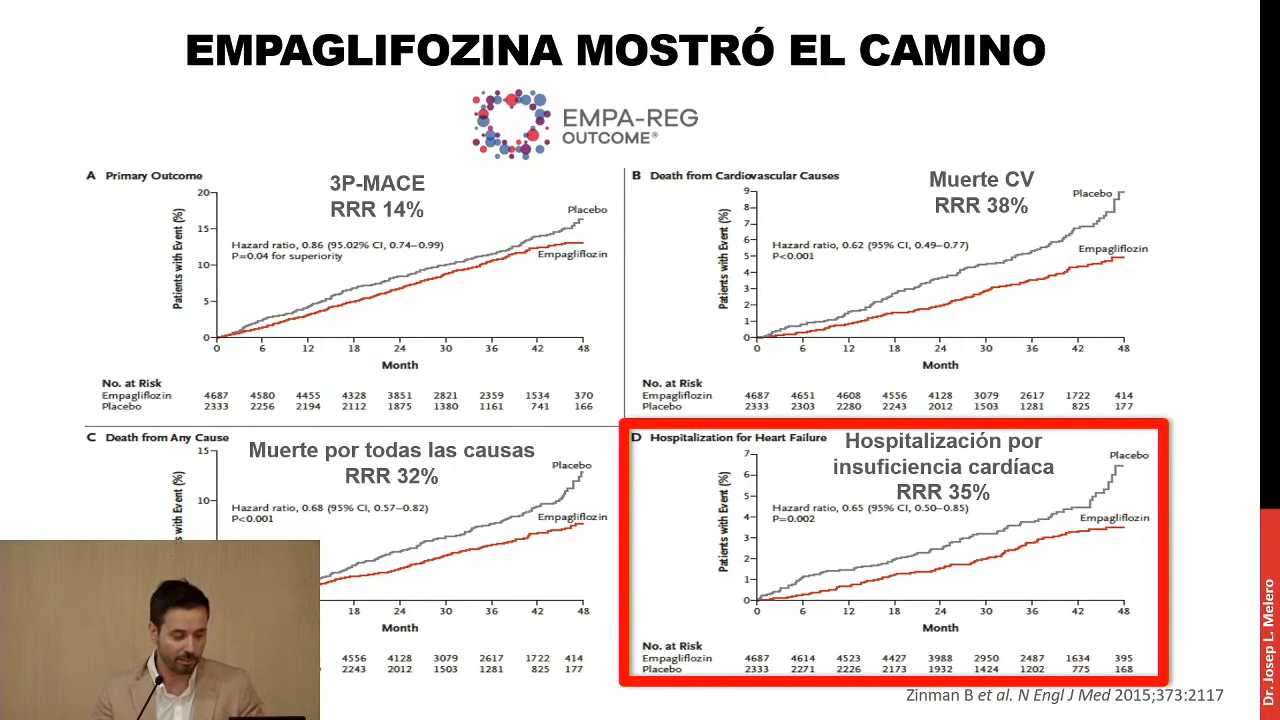 EMPAGLIFOZINA MOSTRÓ EL CAMINO
EMPA-REG
OUTCOME®
A Primary Outcome
3P-MACE
RRR 14%
Patients with Event (%)
20
15
10
5
0
Placebo
Hazard ratio, 0.86 (95.02% CI, 0.74–0.99)
P=0.04 for superiority
Empagliflozin
0 6 12 18 24 30 36 42 48
Month
No. at Risk
Empagliflozin 4687 4580 4455 4328 3851 2821 2359 1534 370
Placebo 2333 2256 2194 2112 1875 1380 1161 741 166
B Death from Cardiovascular Causes
Muerte CV
RRR 38%
Patients with Event (%)
9
8
7
6
5
4
3
2
1
0
Placebo
Hazard ratio, 0.62 (95% CI, 0.49–0.77)
P<0.001
Empagliflozin
0 6 12 18 24 30 36 42 48
Month
No. at Risk
Empagliflozin 4687 4651 4608 4556 4128 3079 2617 1722 414
Placebo 2333 2303 2280 2243 2012 1503 1281 825 177
C Death from Any Cause
Muerte por todas las causas
RRR 32%
s with Event (%)
15
10
Placebo
Hazard ratio, 0.68 (95% CI, 0.57–0.82)
P<0.001
Empagliflozin
18 24 30 36 42 48
Month
4556 4128 3079 2617 1722 414
2243 2012 1503 1281 825 177
D Hospitalization for Heart Failure
Hospitalización por
insuficiencia cardíaca
RRR 35%
Patients with Event (%)
7
6
5
4
3
2
1
0
Placebo
Hazard ratio, 0.65 (95% CI, 0.50–0.85)
P=0.002
Empagliflozin
0 6 12 18 24 30 36 42 48
Month
No. at Risk
Empagliflozin 4687 4614 4523 4427 3988 2950 2487 1634 395
Placebo 2333 2271 2226 2173 1932 1424 1202 775 168
Zinman B et al. N Engl J Med 2015;373:2117
Dr. Josep L. Melero